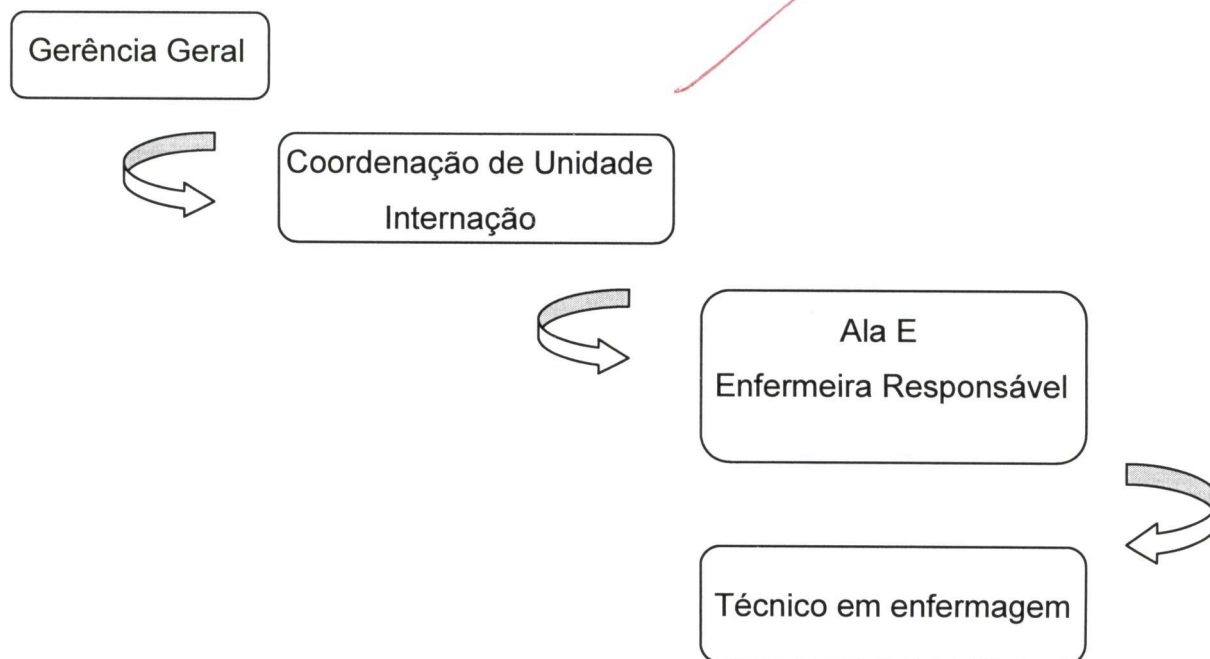 Gerência Geral
Coordenação de Unidade
Internação
Ala E
Enfermeira Responsável
Técnico em enfermagem